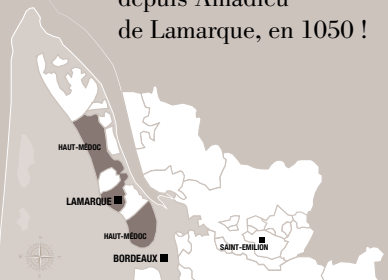 depuis Amadieu
de Lamarque, en 1050 !
HAUT-MÉDOC
LAMARQUE
HAUT-MÉDOC
SAINT-EMILION
BORDEAUX